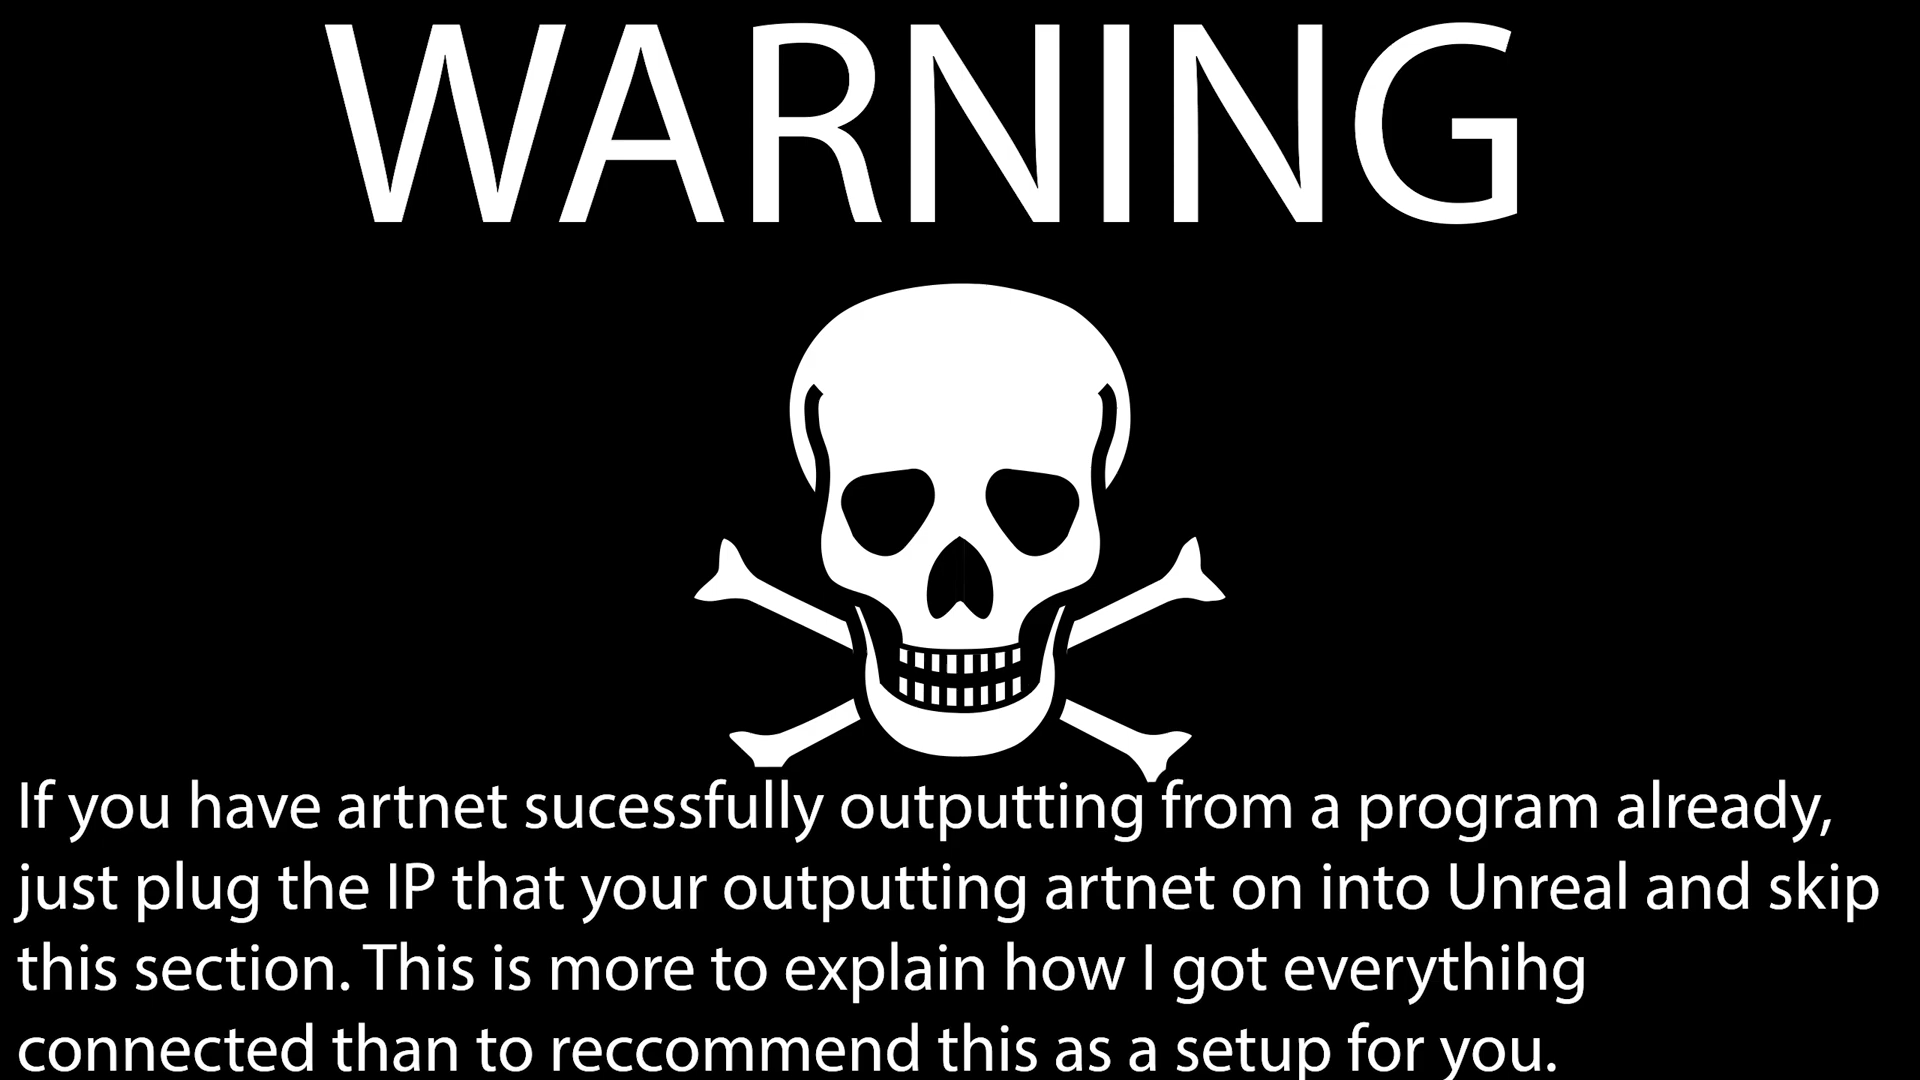 WARNING
If you have artnet sucessfully outputting from a program already,
just plug the IP that your outputting artnet on into Unreal and skip
this section. This is more to explain how I got everythihg
connected than to reccommend this as a setup for you.